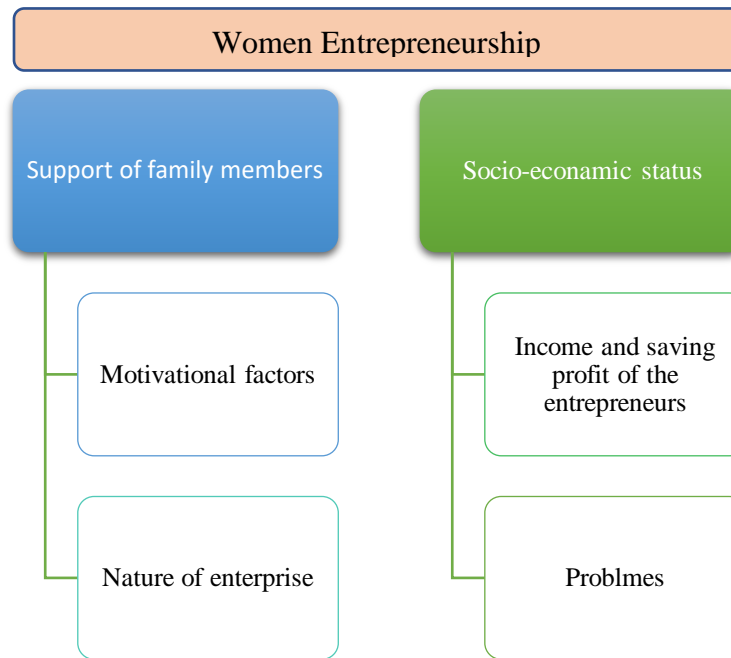 Women Entrepreneurship
Support of family members
Socio-econamic status
Motivational factors
Income and saving
profit of the
entrepreneurs
Nature of enterprise
Problmes